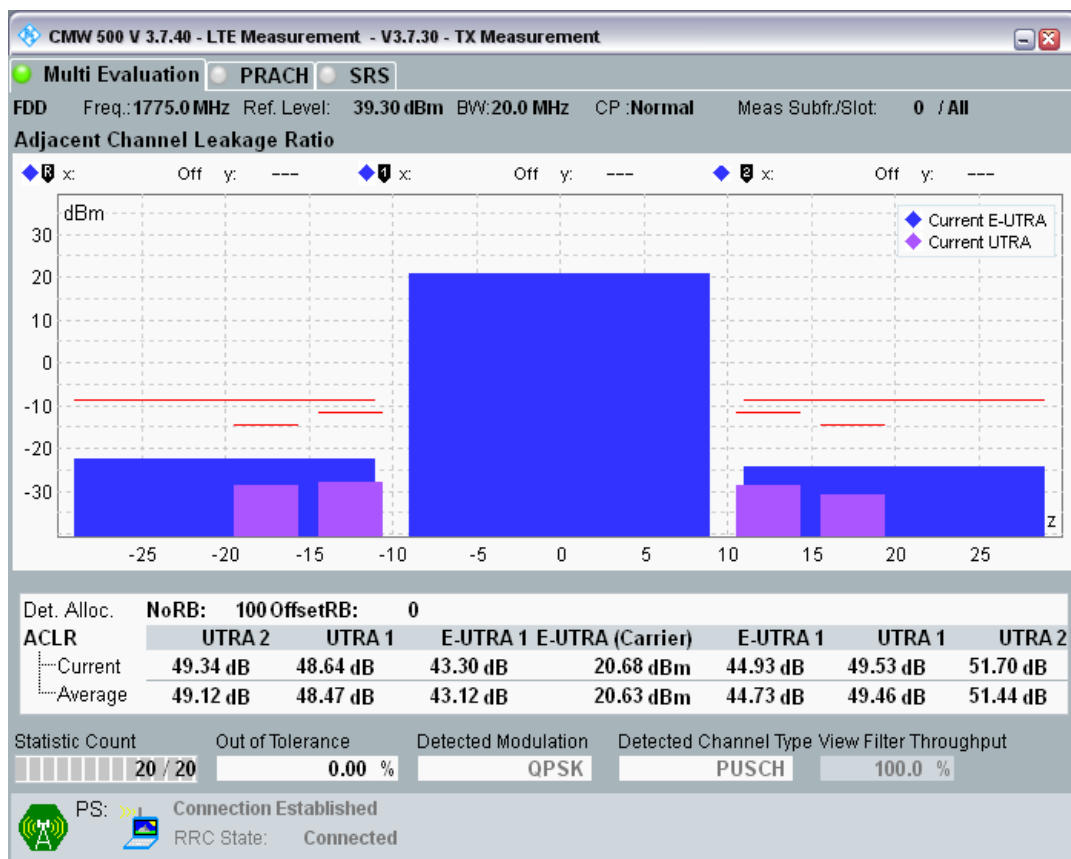 CMW 500 V 3.7.40 - LTE Measurement - V3.7.30 - TX Measurement
Multi Evaluation PRACH SRS
FDD Freq.: 1775.0 MHz Ref. Level: 39.30 dBm BW: 20.0 MHz CP : Normal Meas Subfr./Slot: 0 / All
Adjacent Channel Leakage Ratio
R x: Off y: --- 1 x: Off y: --- 2 x: Off y: ---
dBm
Current E-UTRA
Current UTRA
30
20
10
0
-10
-20
-30
z
-25 -20 -15 -10 -5 0 5 10 15 20 25
Det. Alloc. NoRB: 100 OffsetRB: 0
ACLR UTRA 2 UTRA 1 E-UTRA 1 E-UTRA (Carrier) E-UTRA 1 UTRA 1 UTRA 2
Current 49.34 dB 48.64 dB 43.30 dB 20.68 dBm 44.93 dB 49.53 dB 51.70 dB
Average 49.12 dB 48.47 dB 43.12 dB 20.63 dBm 44.73 dB 49.46 dB 51.44 dB
Statistic Count Out of Tolerance Detected Modulation Detected Channel Type View Filter Throughput
20 / 20 0.00 % QPSK PUSCH 100.0 %
PS: Connection Established
RRC State: Connected